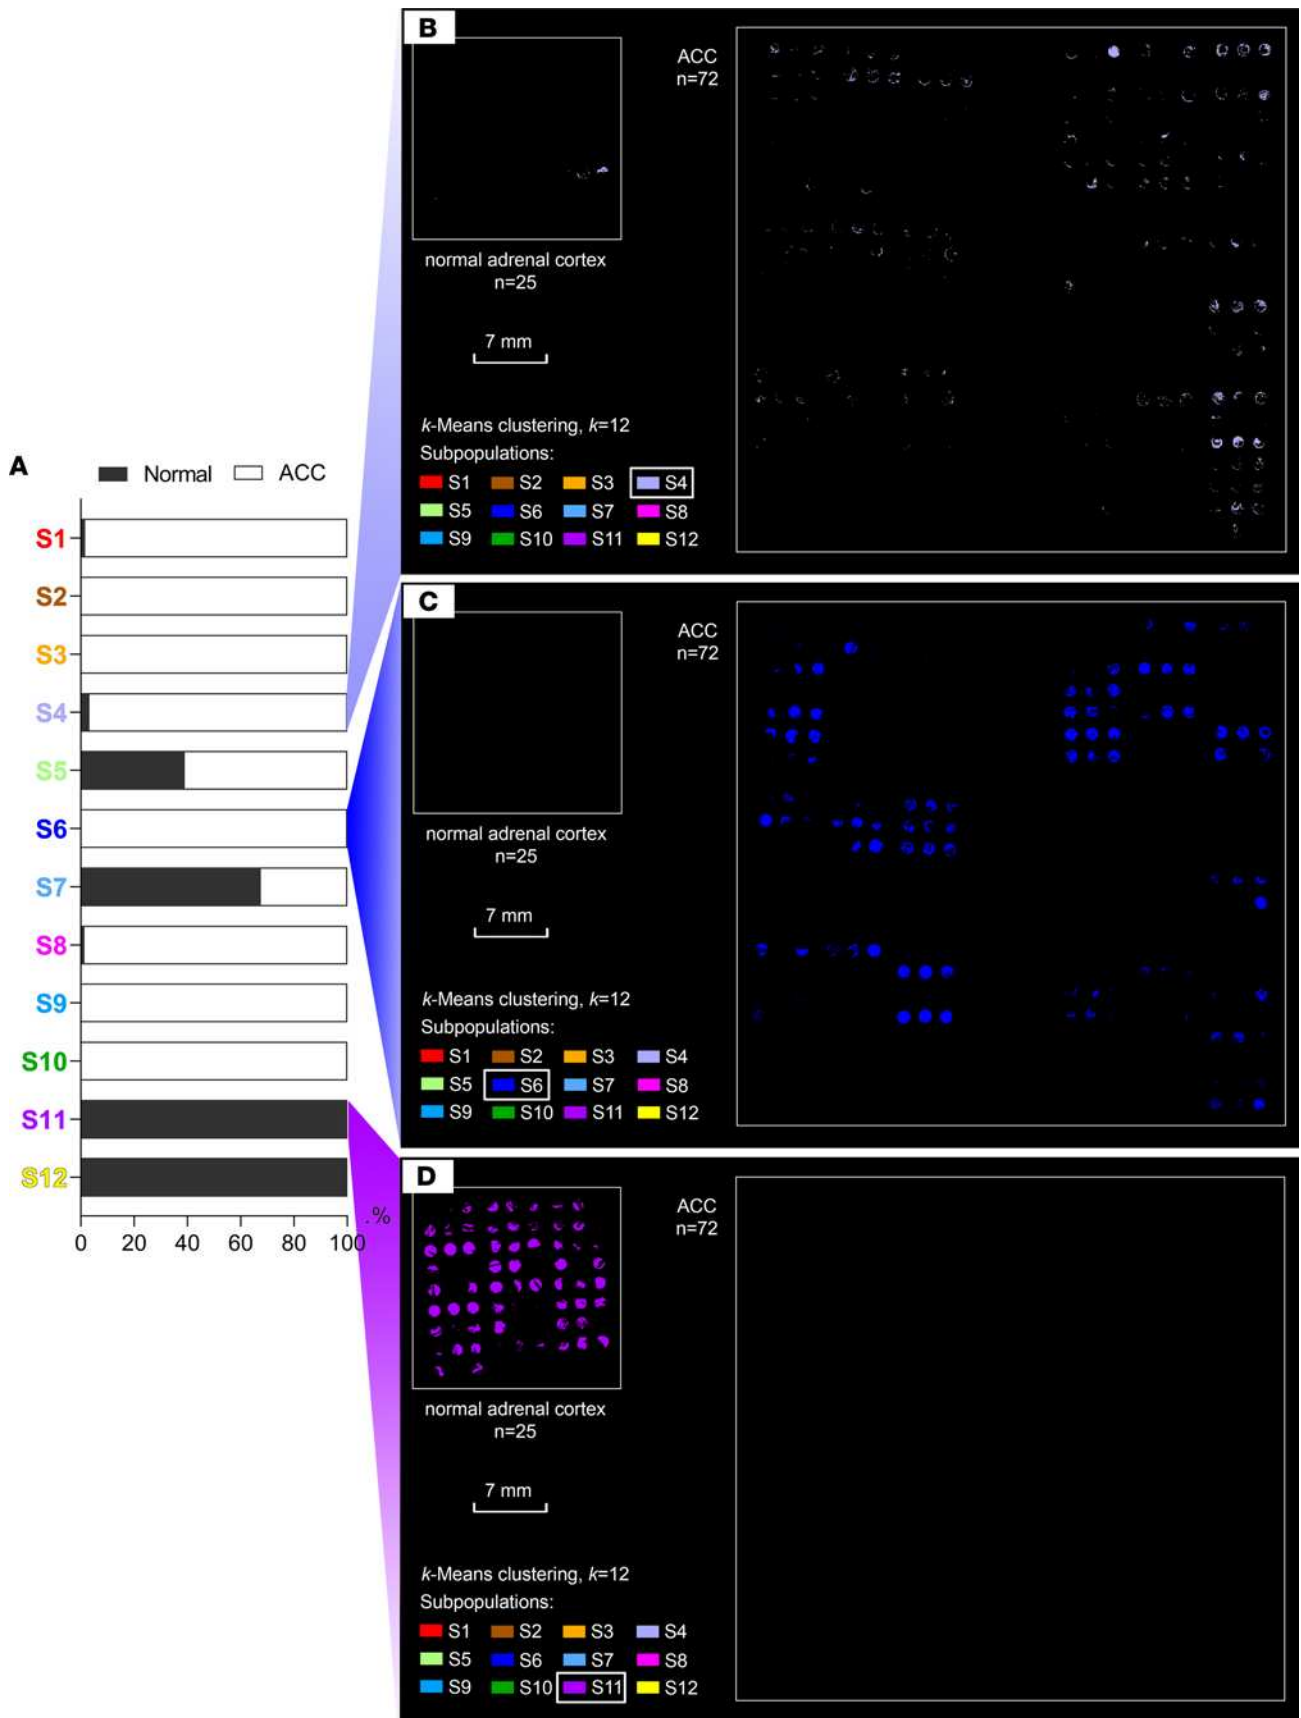 A
Normal ACC
S1
S2
S3
S4
S5
S6
S7
S8
S9
S10
S11
S12
.%
0 20 40 60 80 100
B
ACC
n=72
normal adrenal cortex
n=25
7 mm
k-Means clustering, k=12
Subpopulations:
S1 S2 S3 S4
S5 S6 S7 S8
S9 S10 S11 S12
C
ACC
n=72
normal adrenal cortex
n=25
7 mm
k-Means clustering, k=12
Subpopulations:
S1 S2 S3 S4
S5 S6 S7 S8
S9 S10 S11 S12
D
ACC
n=72
normal adrenal cortex
n=25
7 mm
k-Means clustering, k=12
Subpopulations:
S1 S2 S3 S4
S5 S6 S7 S8
S9 S10 S11 S12